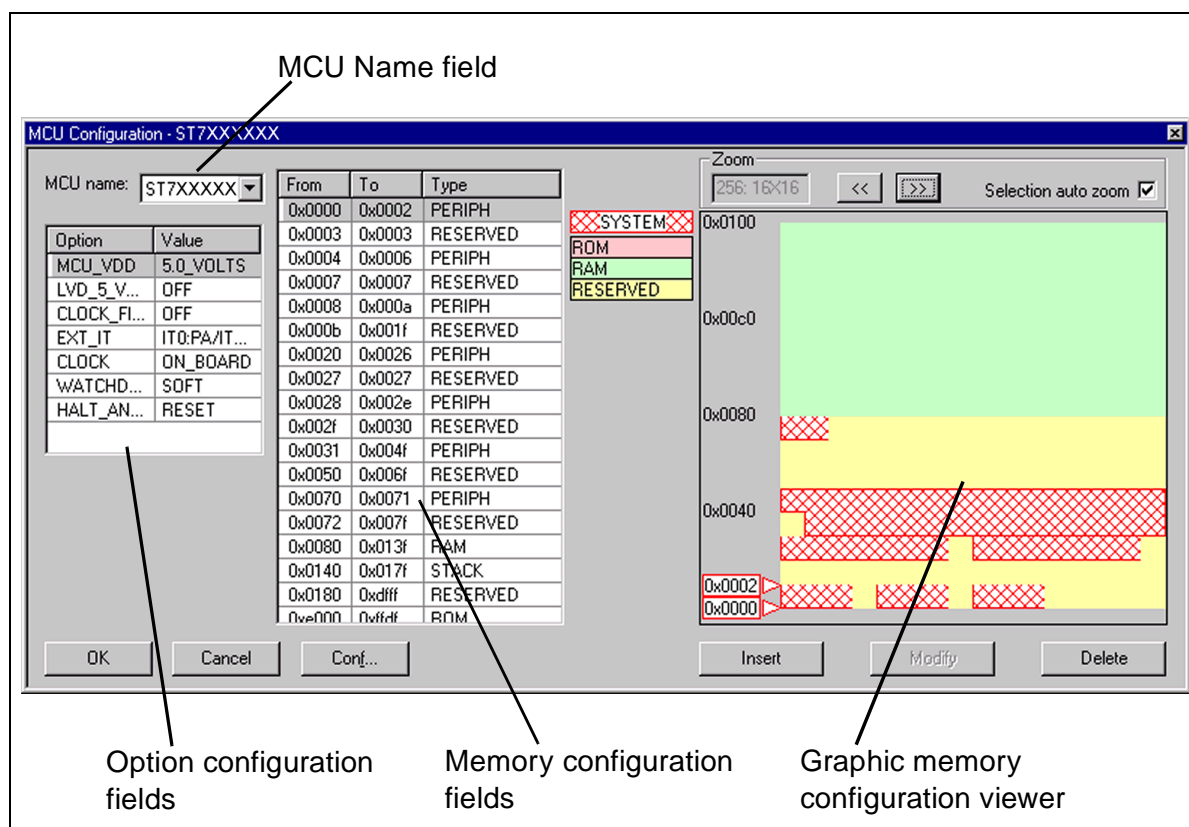 MCU Name field
MCU Configuration - ST7XXXXXX
MCU name: ST7XXXXX
Option Value
MCU_VDD 5.0_VOLTS
LVD_5_V... OFF
CLOCK_FI... OFF
EXT_IT IT0:PA/IT...
CLOCK ON_BOARD
WATCHD... SOFT
HALT_AN... RESET
From To Type
0x0000 0x0002 PERIPH
0x0003 0x0003 RESERVED
0x0004 0x0006 PERIPH
0x0007 0x0007 RESERVED
0x0008 0x000a PERIPH
0x000b 0x001f RESERVED
0x0020 0x0026 PERIPH
0x0027 0x0027 RESERVED
0x0028 0x002e PERIPH
0x002f 0x0030 RESERVED
0x0031 0x004f PERIPH
0x0050 0x006f RESERVED
0x0070 0x0071 PERIPH
0x0072 0x007f RESERVED
0x0080 0x013f RAM
0x0140 0x017f STACK
0x0180 0xdfff RESERVED
0xe000 0xffdf ROM
SYSTEM
ROM
RAM
RESERVED
Zoom
256: 16X16 << >> Selection auto zoom
0x0100
0x00c0
0x0080
0x0040
0x0002
0x0000
OK Cancel Conf... Insert Modify Delete
Option configuration
fields
Memory configuration
fields
Graphic memory
configuration viewer